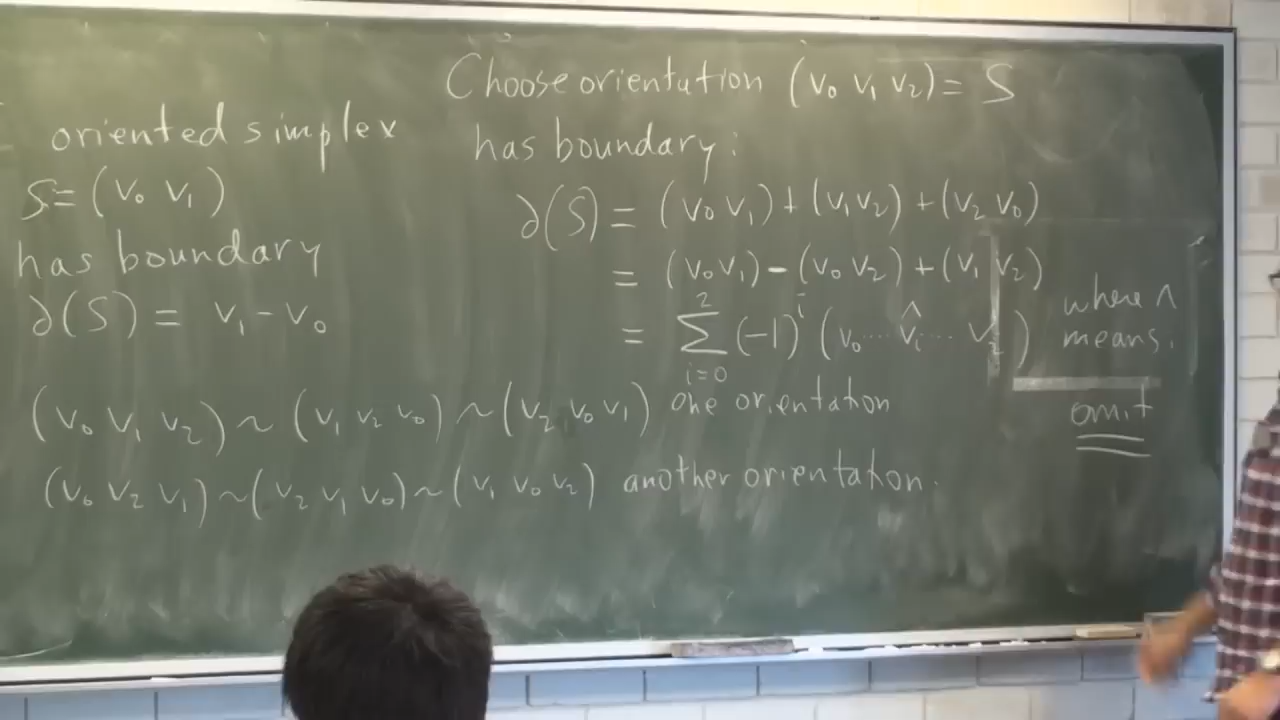 oriented simplex
S = (v₀ v₁)
has boundary
∂(S) = v₁ − v₀
Choose orientation (v₀ v₁ v₂) = S
has boundary:
∂(S) = (v₀ v₁) + (v₁ v₂) + (v₂ v₀)
= (v₀ v₁) − (v₀ v₂) + (v₁ v₂)
= ∑_{i=0}^{2} (−1)^i (v₀ ... v̂ᵢ ... v₂)
where ∧
means
omit
(v₀ v₁ v₂) ~ (v₁ v₂ v₀) ~ (v₂ v₀ v₁) one orientation
(v₀ v₂ v₁) ~ (v₂ v₁ v₀) ~ (v₁ v₀ v₂) another orientation.